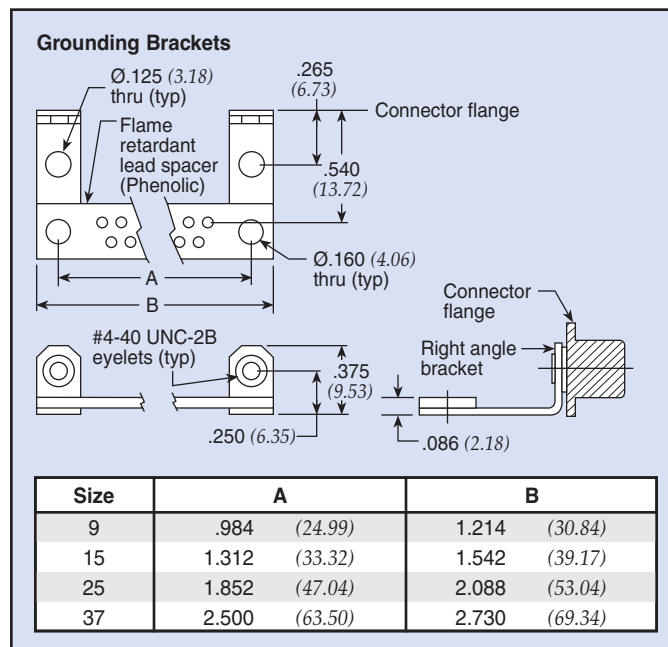 Grounding Brackets
Ø.125 (3.18)
thru (typ)
.265
(6.73)
Connector flange
Flame
retardant
lead spacer
(Phenolic)
.540
(13.72)
Ø.160 (4.06)
thru (typ)
A
B
Connector
flange
#4-40 UNC-2B
eyelets (typ)
.375
(9.53)
Right angle
bracket
.250 (6.35)
.086 (2.18)
Size A B
9 .984 (24.99) 1.214 (30.84)
15 1.312 (33.32) 1.542 (39.17)
25 1.852 (47.04) 2.088 (53.04)
37 2.500 (63.50) 2.730 (69.34)